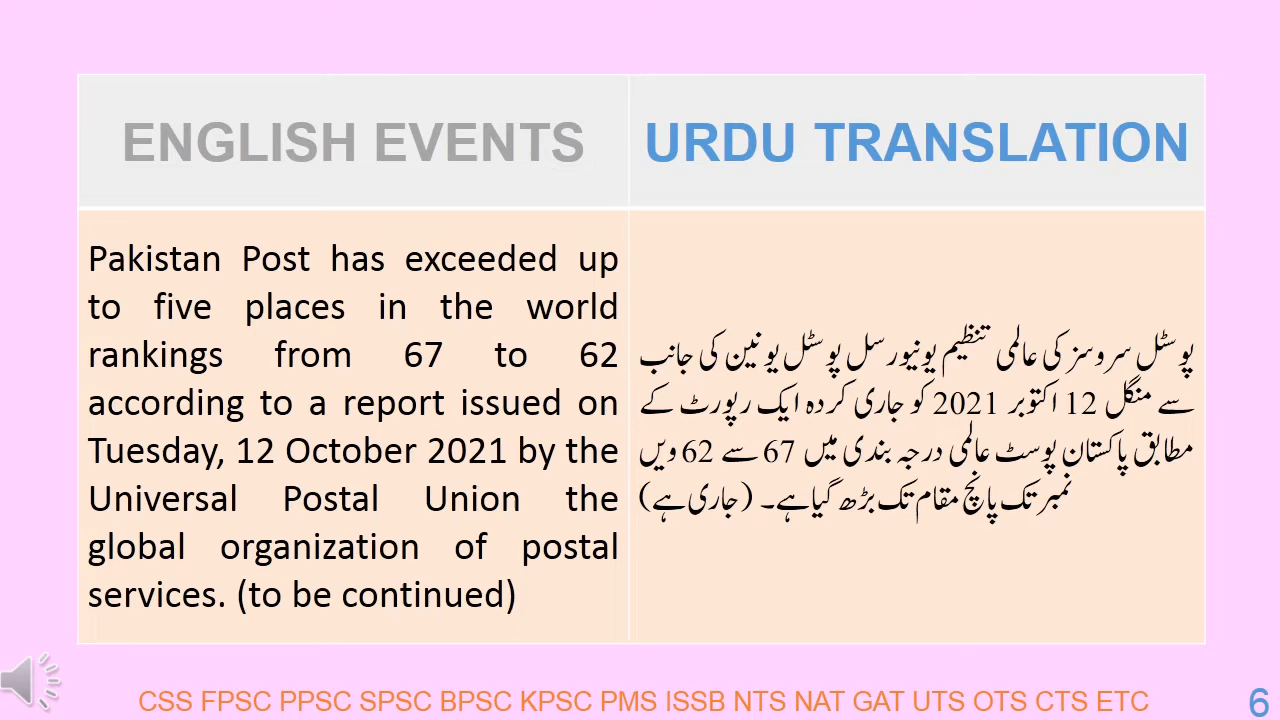 ENGLISH EVENTS
URDU TRANSLATION
Pakistan Post has exceeded up
to five places in the world
rankings from 67 to 62
according to a report issued on
Tuesday, 12 October 2021 by the
Universal Postal Union the
global organization of postal
services. (to be continued)
پوسٹل سروسز کی عالمی تنظیم یونیورسل پوسٹل یونین کی جانب
سے منگل 12 اکتوبر 2021 کو جاری کردہ ایک رپورٹ کے
مطابق پاکستان پوسٹ عالمی درجہ بندی میں 67 سے 62 ویں
نمبر تک پانچ مقام تک بڑھ گیا ہے۔ (جاری ہے)
CSS FPSC PPSC SPSC BPSC KPSC PMS ISSB NTS NAT GAT UTS OTS CTS ETC
6